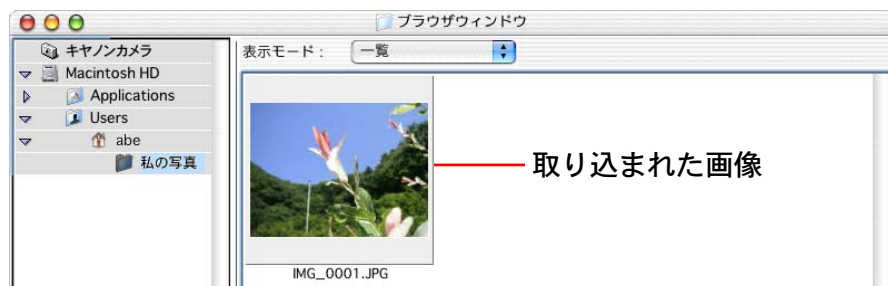 ブラウザウィンドウ
キヤノンカメラ
Macintosh HD
Applications
Users
abe
私の写真
表示モード: 一覧
取り込まれた画像
IMG_0001.JPG